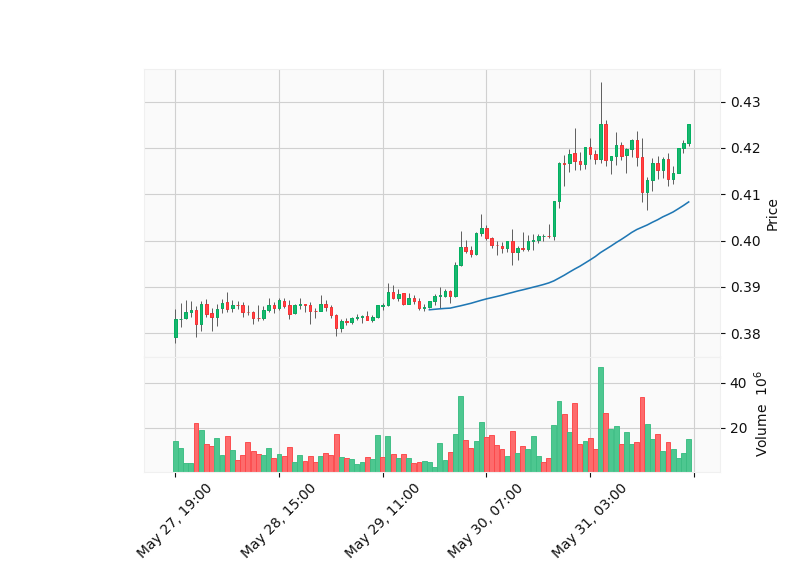 0.43
0.42
0.41
0.40
0.39
0.38
Price
40
20
Volume 10^6
May 27, 19:00
May 28, 15:00
May 29, 11:00
May 30, 07:00
May 31, 03:00